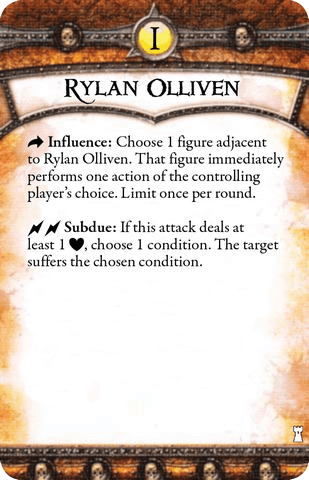 I
RYLAN OLLIVEN
Influence: Choose 1 figure adjacent
to Rylan Olliven. That figure immediately
performs one action of the controlling
player's choice. Limit once per round.
Subdue: If this attack deals at
least 1 ♥, choose 1 condition. The target
suffers the chosen condition.